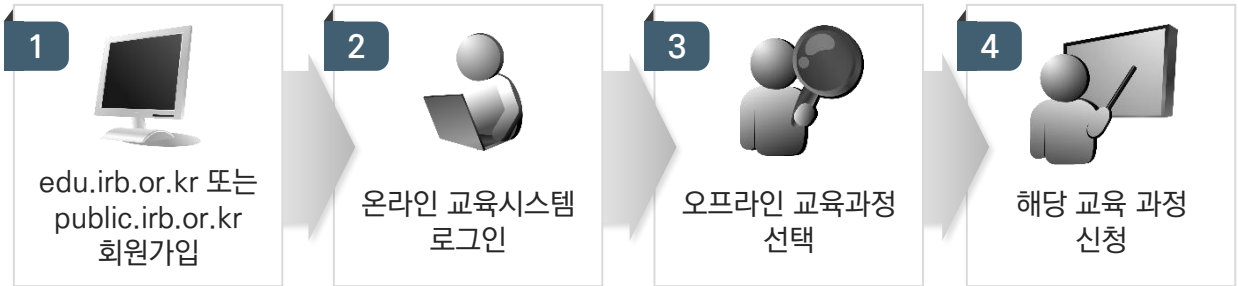 1
edu.irb.or.kr 또는
public.irb.or.kr
회원가입
2
온라인 교육시스템
로그인
3
오프라인 교육과정
선택
4
해당 교육 과정
신청